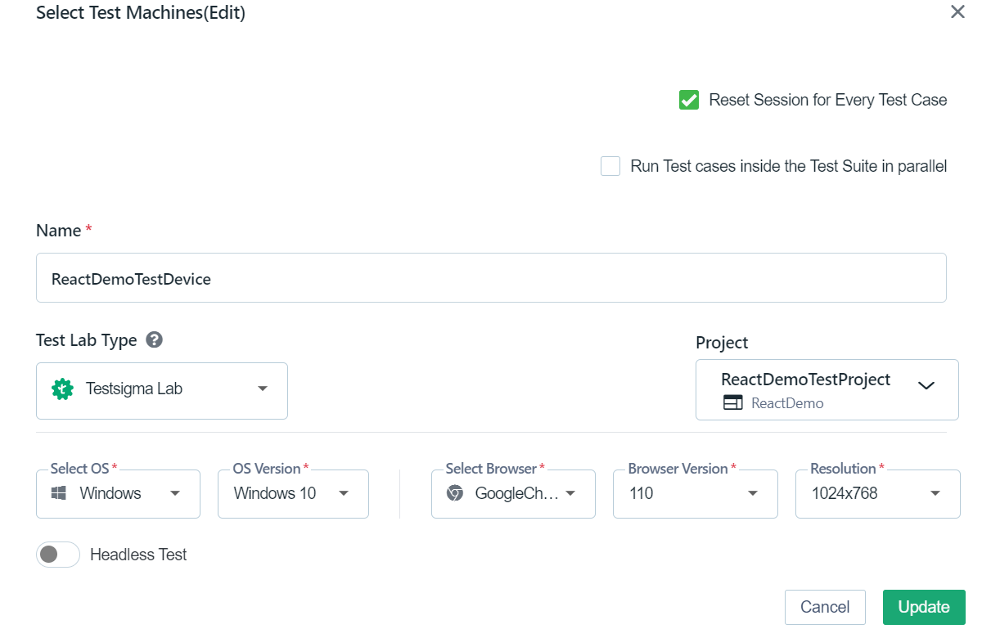 Select Test Machines(Edit)
Reset Session for Every Test Case
Run Test cases inside the Test Suite in parallel
Name *
ReactDemoTestDevice
Test Lab Type ?
Project
Testsigma Lab
ReactDemoTestProject
ReactDemo
Select OS * OS Version * Select Browser * Browser Version * Resolution *
Windows Windows 10 GoogleCh... 110 1024x768
Headless Test
Cancel Update